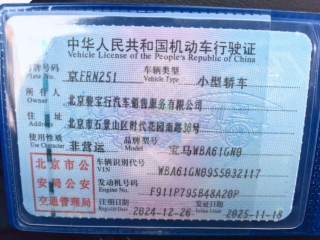 中华人民共和国机动车行驶证
Vehicle License of the People's Republic of China
号牌号码 京FRN251 车辆类型 小型轿车
Plate No. Vehicle Type
所有人 北京骏宝行汽车销售服务有限公司
Owner
住址 北京市石景山区时代花园南路30号
Address
使用性质 非营运 品牌型号 宝马WBA61GN0
Use Character Model
北京市公安局公安交通管理局
车辆识别代号 WBA61GN09S5032117
VIN
发动机号码 F911P795B48A20P
Engine No.
注册日期 2024-12-26 发证日期 2025-11-18
Register Date Issue Date